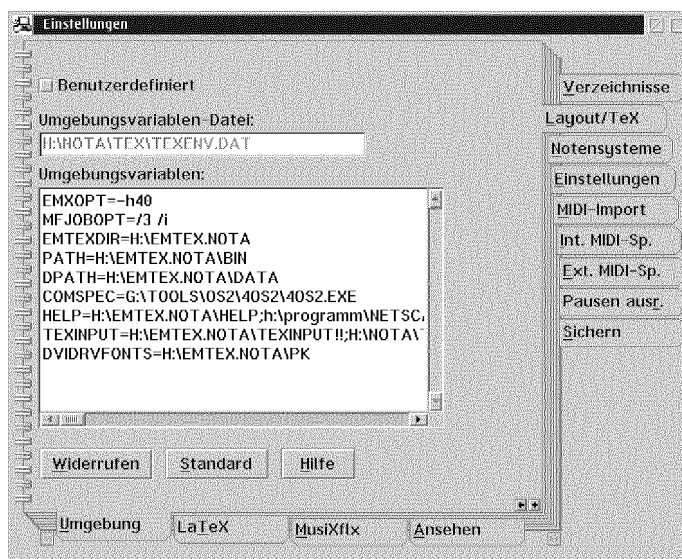 Einstellungen
Benutzerdefiniert
Umgebungsvariablen-Datei:
H:\NOTA\TEX\TEXENV.DAT
Umgebungsvariablen:
EMXOPT=-h40
MFJOBOPT=/3 /i
EMTEXDIR=H:\EMTEX.NOTA
PATH=H:\EMTEX.NOTA\BIN
DPATH=H:\EMTEX.NOTA\DATA
COMSPEC=G:\TOOLS\OS2\4OS2\4OS2.EXE
HELP=H:\EMTEX.NOTA\HELP;h:\programm\NETSC
TEXINPUT=H:\EMTEX.NOTA\TEXINPUT!!;H:\NOTA\
DVIDRVFONTS=H:\EMTEX.NOTA\PK
Widerrufen Standard Hilfe
Umgebung LaTeX MusiXflx Ansehen
Verzeichnisse
Layout/TeX
Notensysteme
Einstellungen
MIDI-Import
Int. MIDI-Sp.
Ext. MIDI-Sp.
Pausen ausr.
Sichern